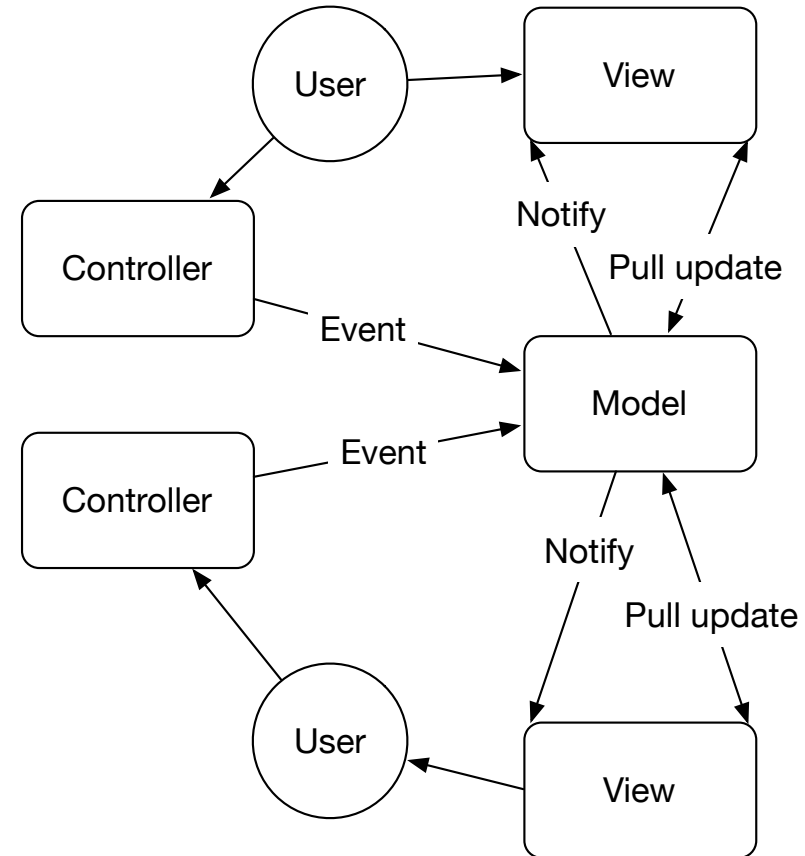 User
View
Notify
Controller
Pull update
Event
Model
Event
Controller
Notify
Pull update
User
View